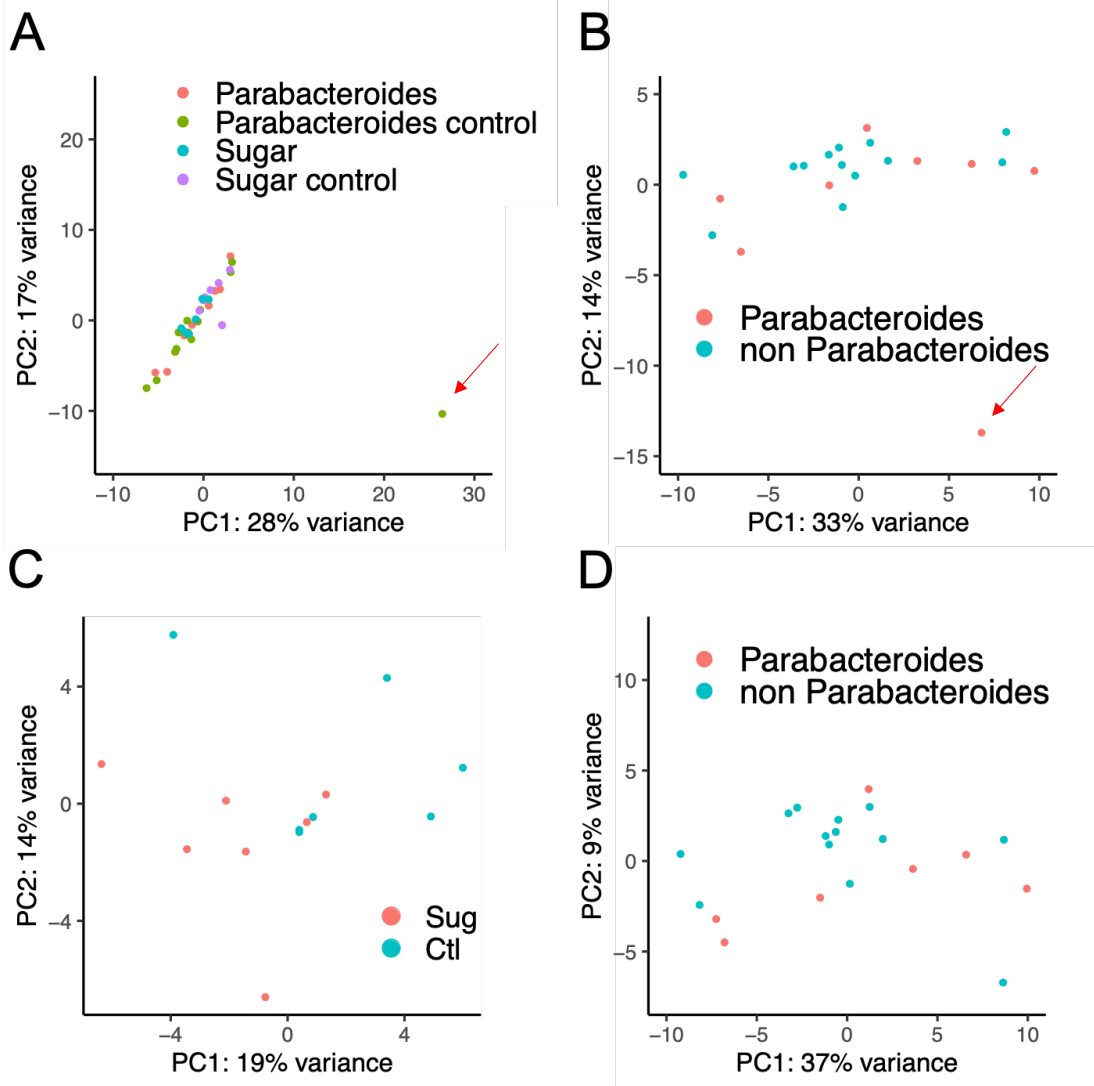 A
Parabacteroides
Parabacteroides control
Sugar
Sugar control
20
10
0
−10
−10 0 10 20 30
PC1: 28% variance
PC2: 17% variance
B
5
0
−5
−10
−15
Parabacteroides
non Parabacteroides
−10 −5 0 5 10
PC1: 33% variance
PC2: 14% variance
C
4
0
−4
Sug
Ctl
−4 0 4
PC1: 19% variance
PC2: 14% variance
D
Parabacteroides
non Parabacteroides
10
5
0
−5
−10 −5 0 5 10
PC1: 37% variance
PC2: 9% variance